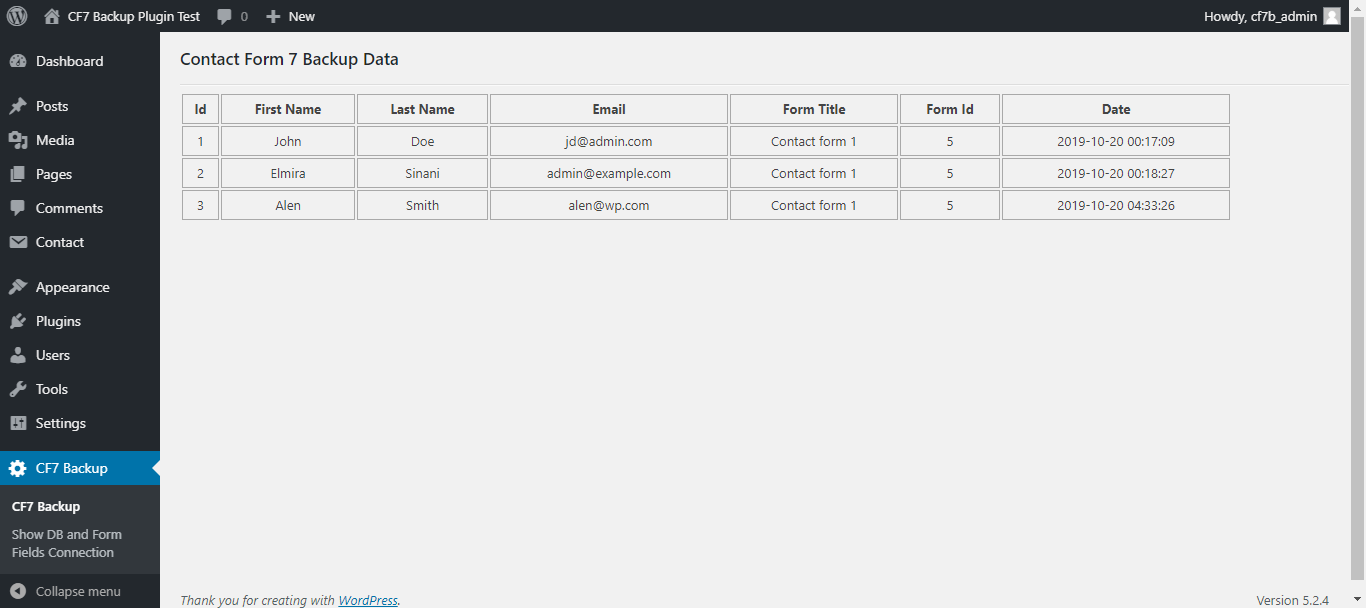 CF7 Backup Plugin Test 0 New Howdy, cf7b_admin
Dashboard
Posts
Media
Pages
Comments
Contact
Appearance
Plugins
Users
Tools
Settings
CF7 Backup
CF7 Backup
Show DB and Form
Fields Connection
Collapse menu
Contact Form 7 Backup Data
Id First Name Last Name Email Form Title Form Id Date
1 John Doe jd@admin.com Contact form 1 5 2019-10-20 00:17:09
2 Elmira Sinani admin@example.com Contact form 1 5 2019-10-20 00:18:27
3 Alen Smith alen@wp.com Contact form 1 5 2019-10-20 04:33:26
Thank you for creating with WordPress. Version 5.2.4